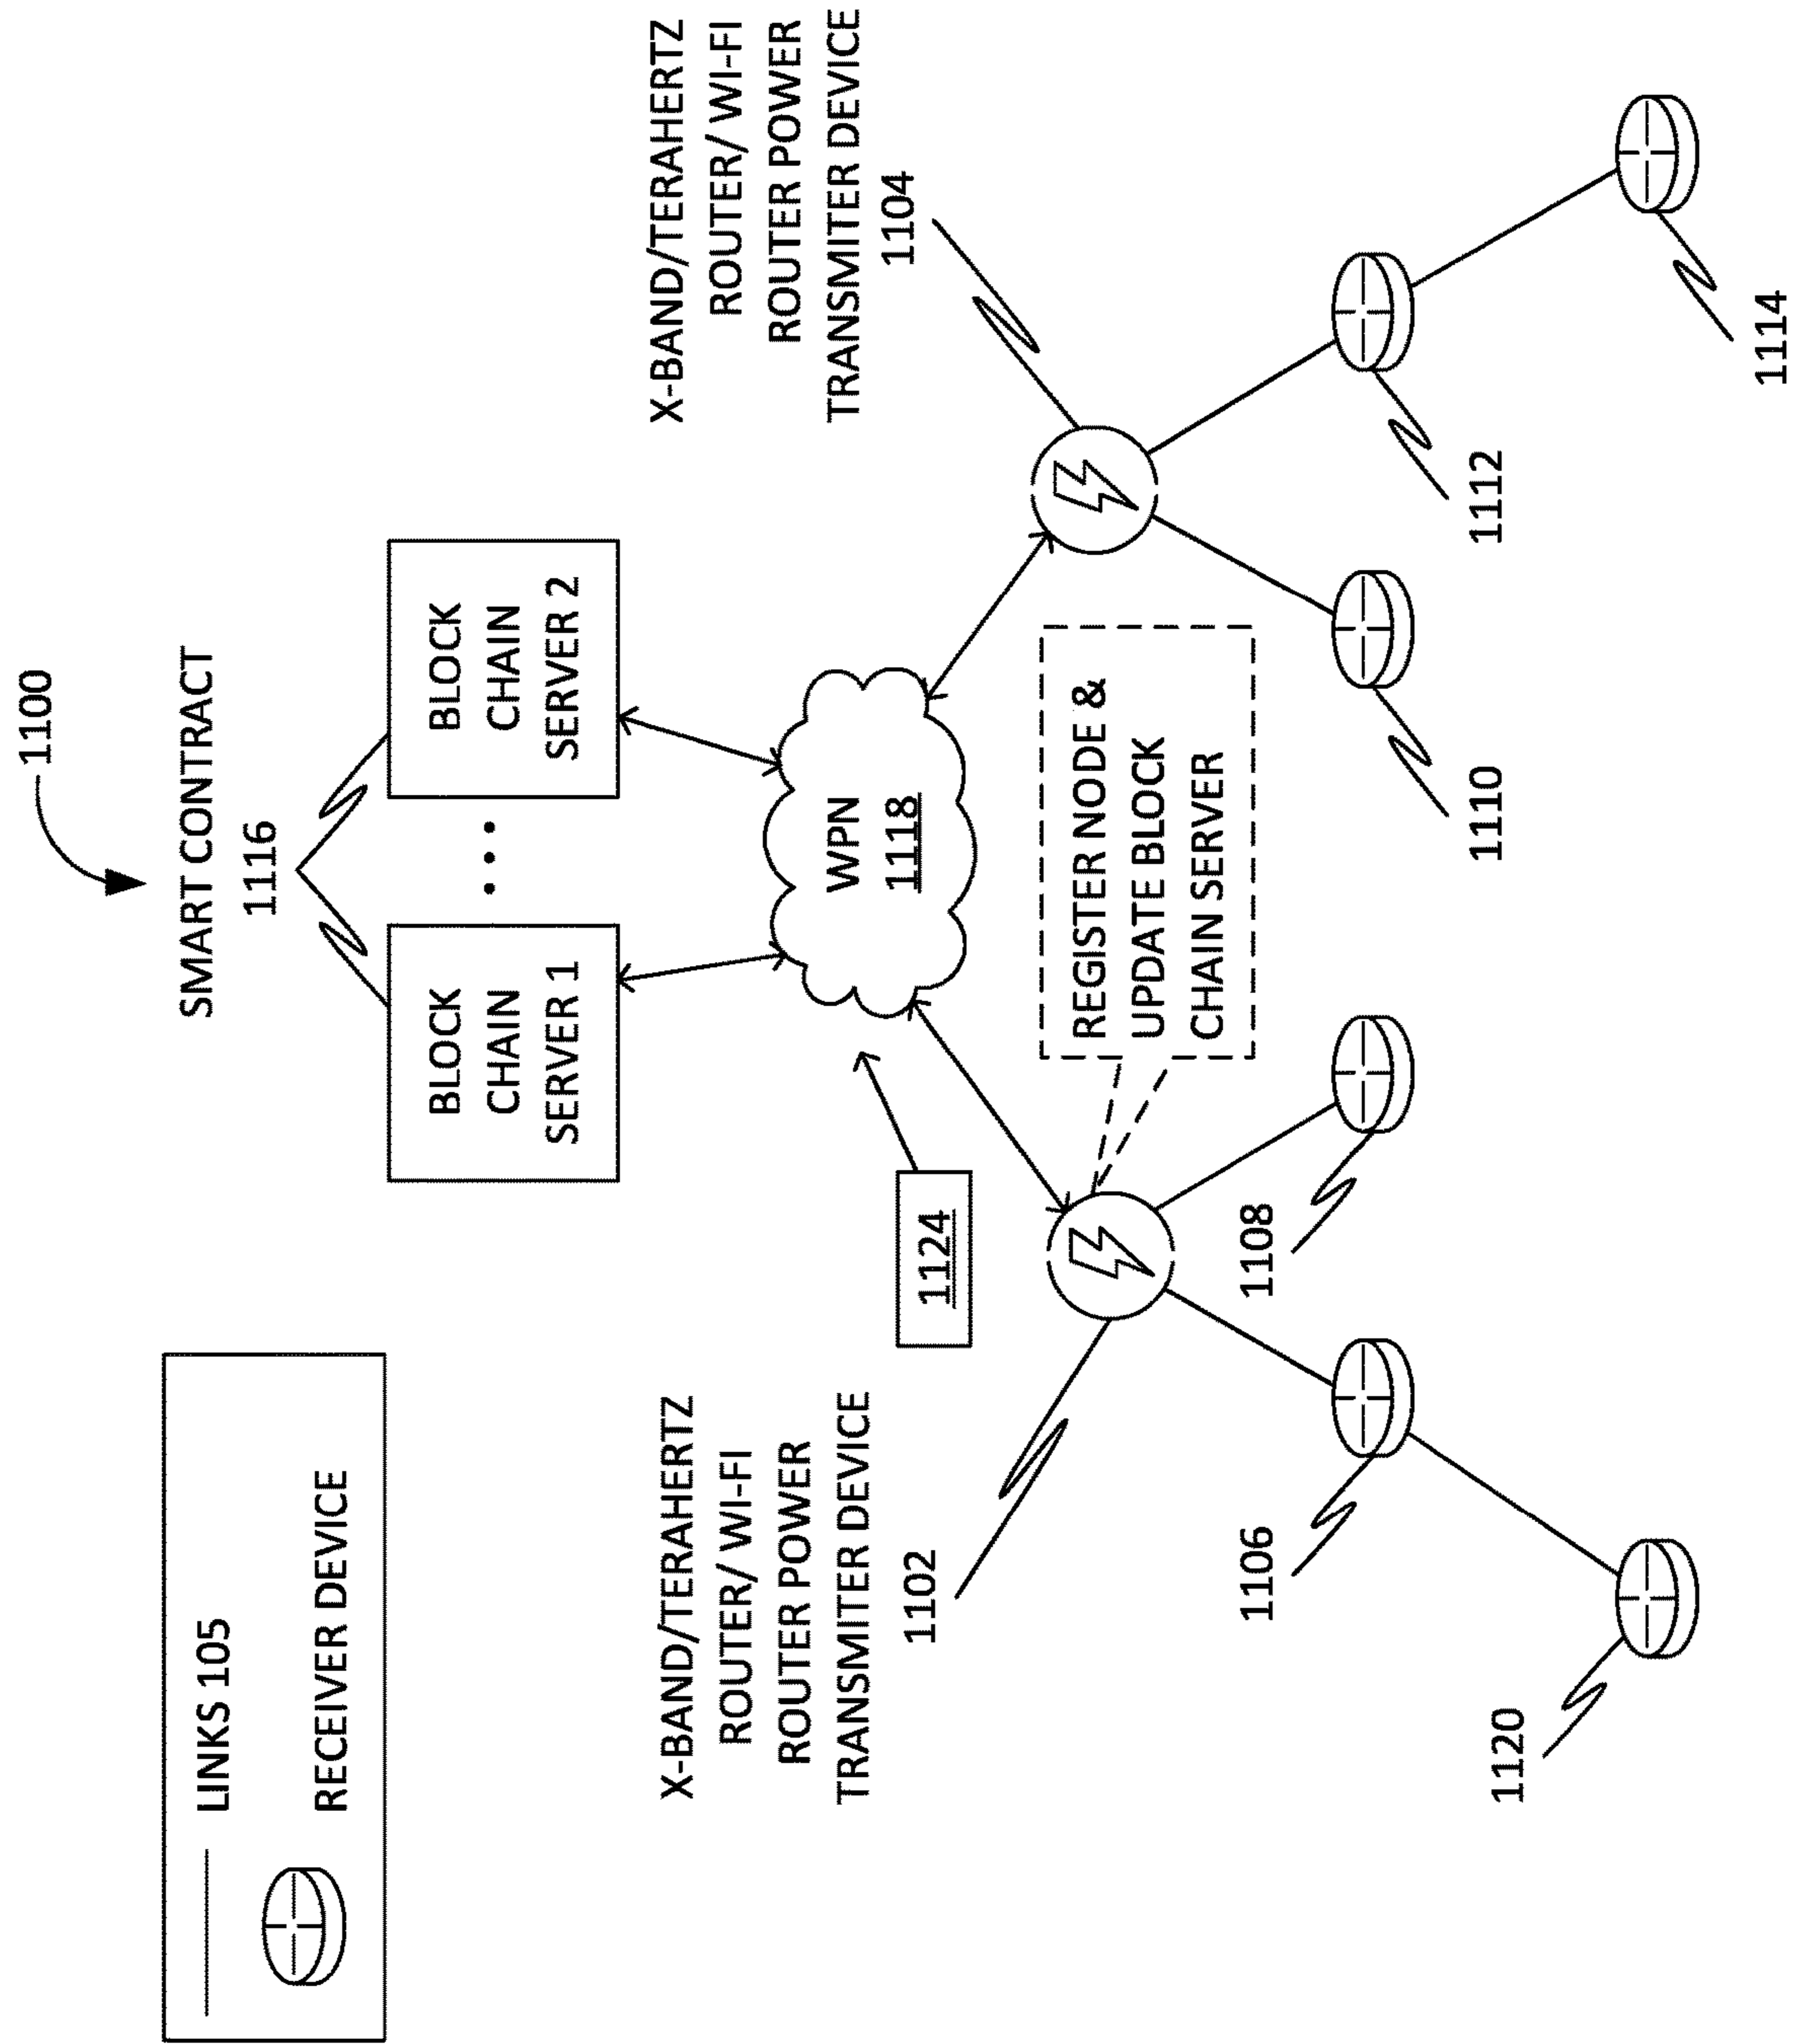 1100
LINKS 105
RECEIVER DEVICE
SMART CONTRACT
1116
BLOCK
CHAIN
SERVER 1
• • •
BLOCK
CHAIN
SERVER 2
X-BAND/TERAHERTZ
ROUTER/ WI-FI
ROUTER POWER
TRANSMITER DEVICE
1102
1124
WPN
1118
X-BAND/TERAHERTZ
ROUTER/ WI-FI
ROUTER POWER
TRANSMITER DEVICE
1104
REGISTER NODE &
UPDATE BLOCK
CHAIN SERVER
1106
1108
1110
1112
1120
1114